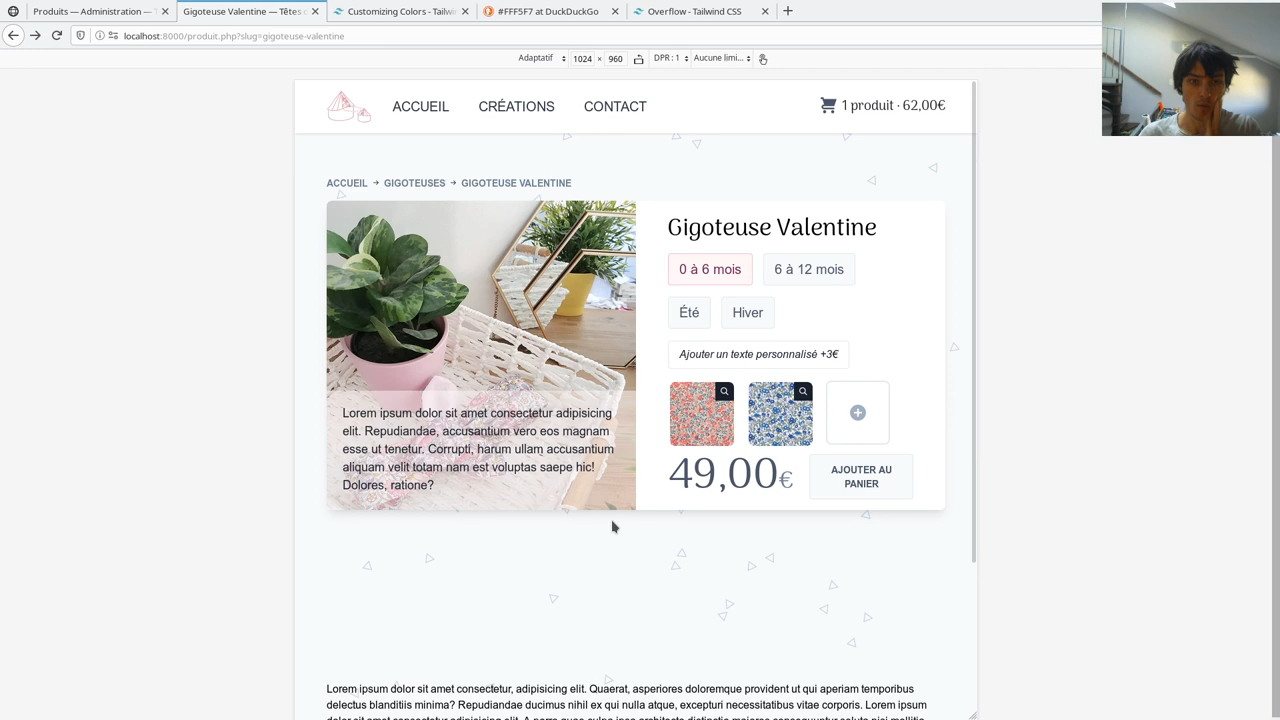 Produits — Administration —
Gigoteuse Valentine — Têtes
Customizing Colors - Tailwi
#FFF5F7 at DuckDuckGo
Overflow - Tailwind CSS
localhost:8000/produit.php?slug=gigoteuse-valentine
Adaptatif
1024 × 960
DPR : 1
Aucune limi...
ACCUEIL
CRÉATIONS
CONTACT
1 produit · 62,00€
ACCUEIL → GIGOTEUSES → GIGOTEUSE VALENTINE
Gigoteuse Valentine
0 à 6 mois
6 à 12 mois
Été
Hiver
Ajouter un texte personnalisé +3€
Lorem ipsum dolor sit amet consectetur adipisicing
elit. Repudiandae, accusantium vero eos magnam
esse ut tenetur. Corrupti, harum ullam accusantium
aliquam velit totam nam est voluptas saepe hic!
Dolores, ratione?
49,00€
AJOUTER AU
PANIER
Lorem ipsum dolor sit amet consectetur, adipisicing elit. Quaerat, asperiores doloremque provident ut qui aperiam temporibus
delectus blanditiis minima? Repudiandae ducimus nihil ex qui nulla atque, excepturi necessitatibus vitae corporis. Lorem ipsum